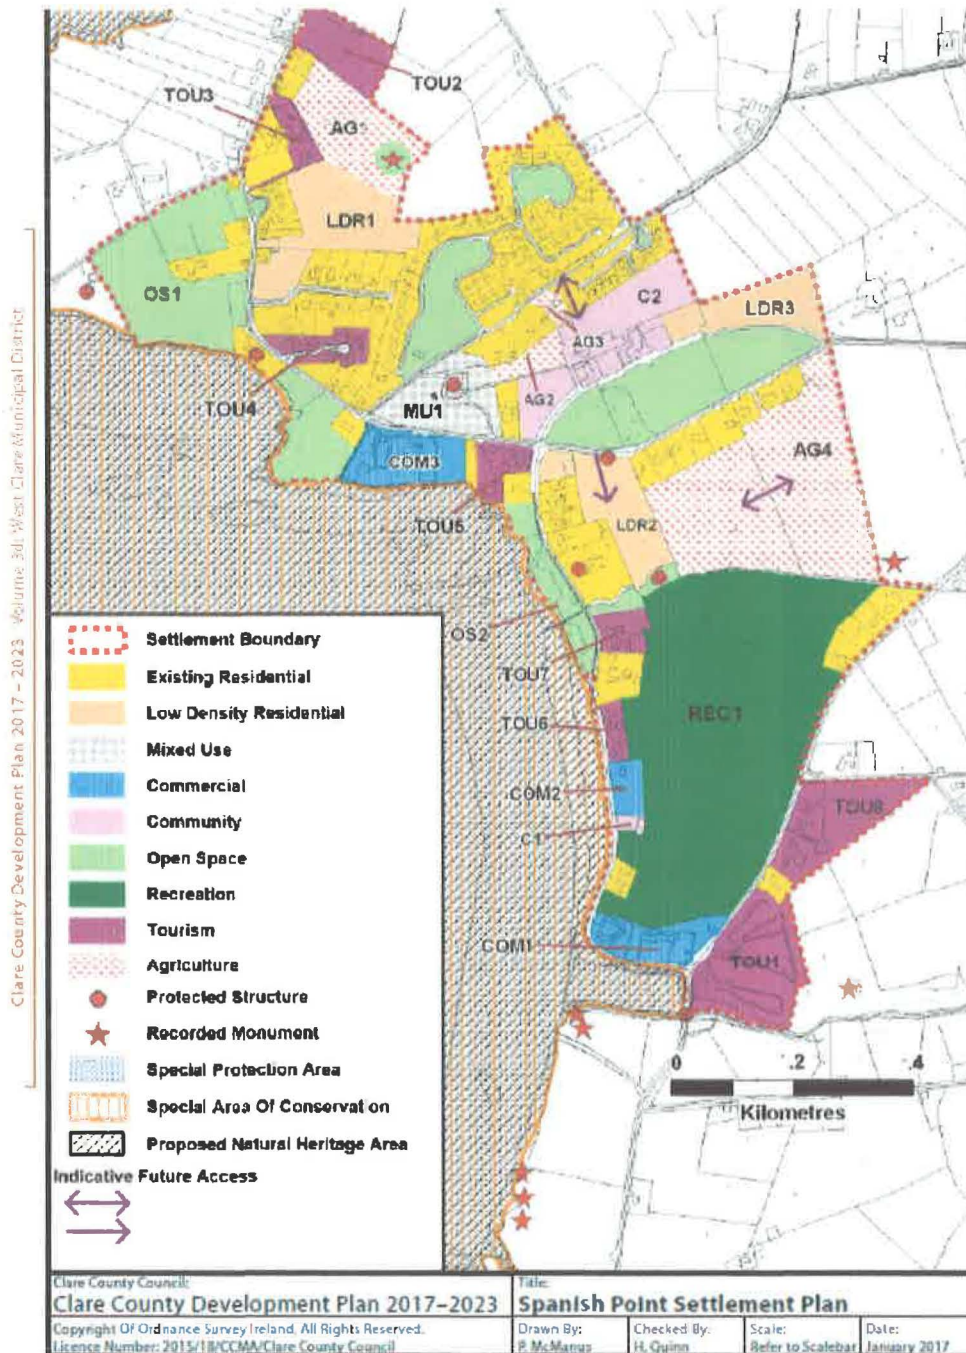 Clare County Development Plan 2017 – 2023 Volume 3d: West Clare Municipal District
TOU2
TOU3
AG1
LDR1
OS1
C2
LDR3
AG3
AG2
TOU4
MU1
COM3
AG4
TOU5
LDR2
OS2
TOU7
REC1
TOU6
COM2
C1
TOU8
COM1
TOU1
Settlement Boundary
Existing Residential
Low Density Residential
Mixed Use
Commercial
Community
Open Space
Recreation
Tourism
Agriculture
Protected Structure
Recorded Monument
Special Protection Area
Special Area Of Conservation
Proposed Natural Heritage Area
Indicative Future Access
0 .2 .4
Kilometres
Clare County Council:
Clare County Development Plan 2017–2023
Copyright Of Ordnance Survey Ireland, All Rights Reserved.
Licence Number: 2015/18/CCMA/Clare County Council
Title:
Spanish Point Settlement Plan
Drawn By:
P. McManus
Checked By:
H. Quinn
Scale:
Refer to Scalebar
Date:
January 2017